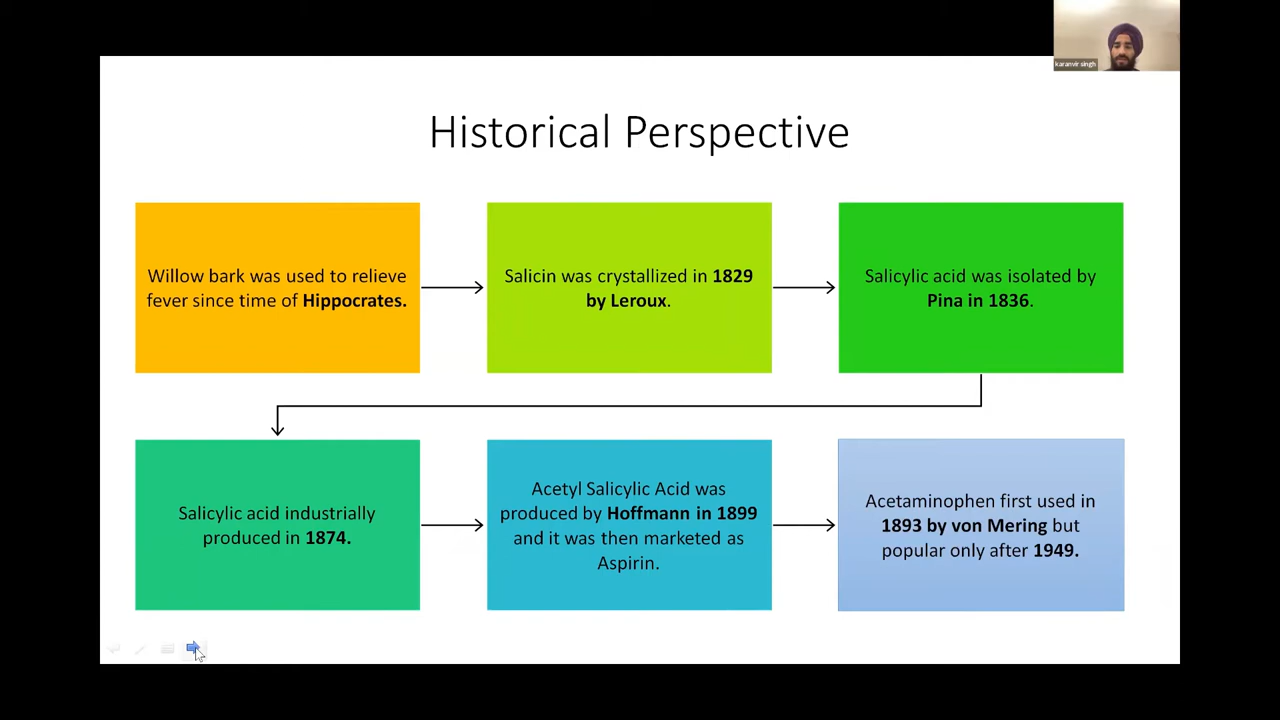 karanvir singh
Historical Perspective
Willow bark was used to relieve
fever since time of Hippocrates.
Salicin was crystallized in 1829
by Leroux.
Salicylic acid was isolated by
Pina in 1836.
Salicylic acid industrially
produced in 1874.
Acetyl Salicylic Acid was
produced by Hoffmann in 1899
and it was then marketed as
Aspirin.
Acetaminophen first used in
1893 by von Mering but
popular only after 1949.